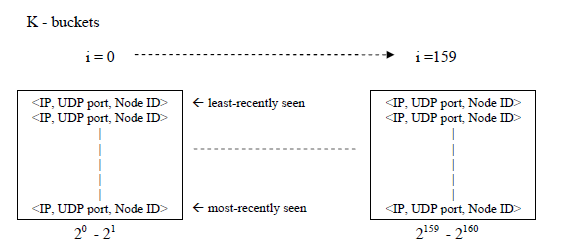 K - buckets
i = 0 i =159
<IP, UDP port, Node ID> ← least-recently seen <IP, UDP port, Node ID>
<IP, UDP port, Node ID> <IP, UDP port, Node ID>
<IP, UDP port, Node ID> ← most-recently seen <IP, UDP port, Node ID>
2⁰ - 2¹ 2¹⁵⁹ - 2¹⁶⁰